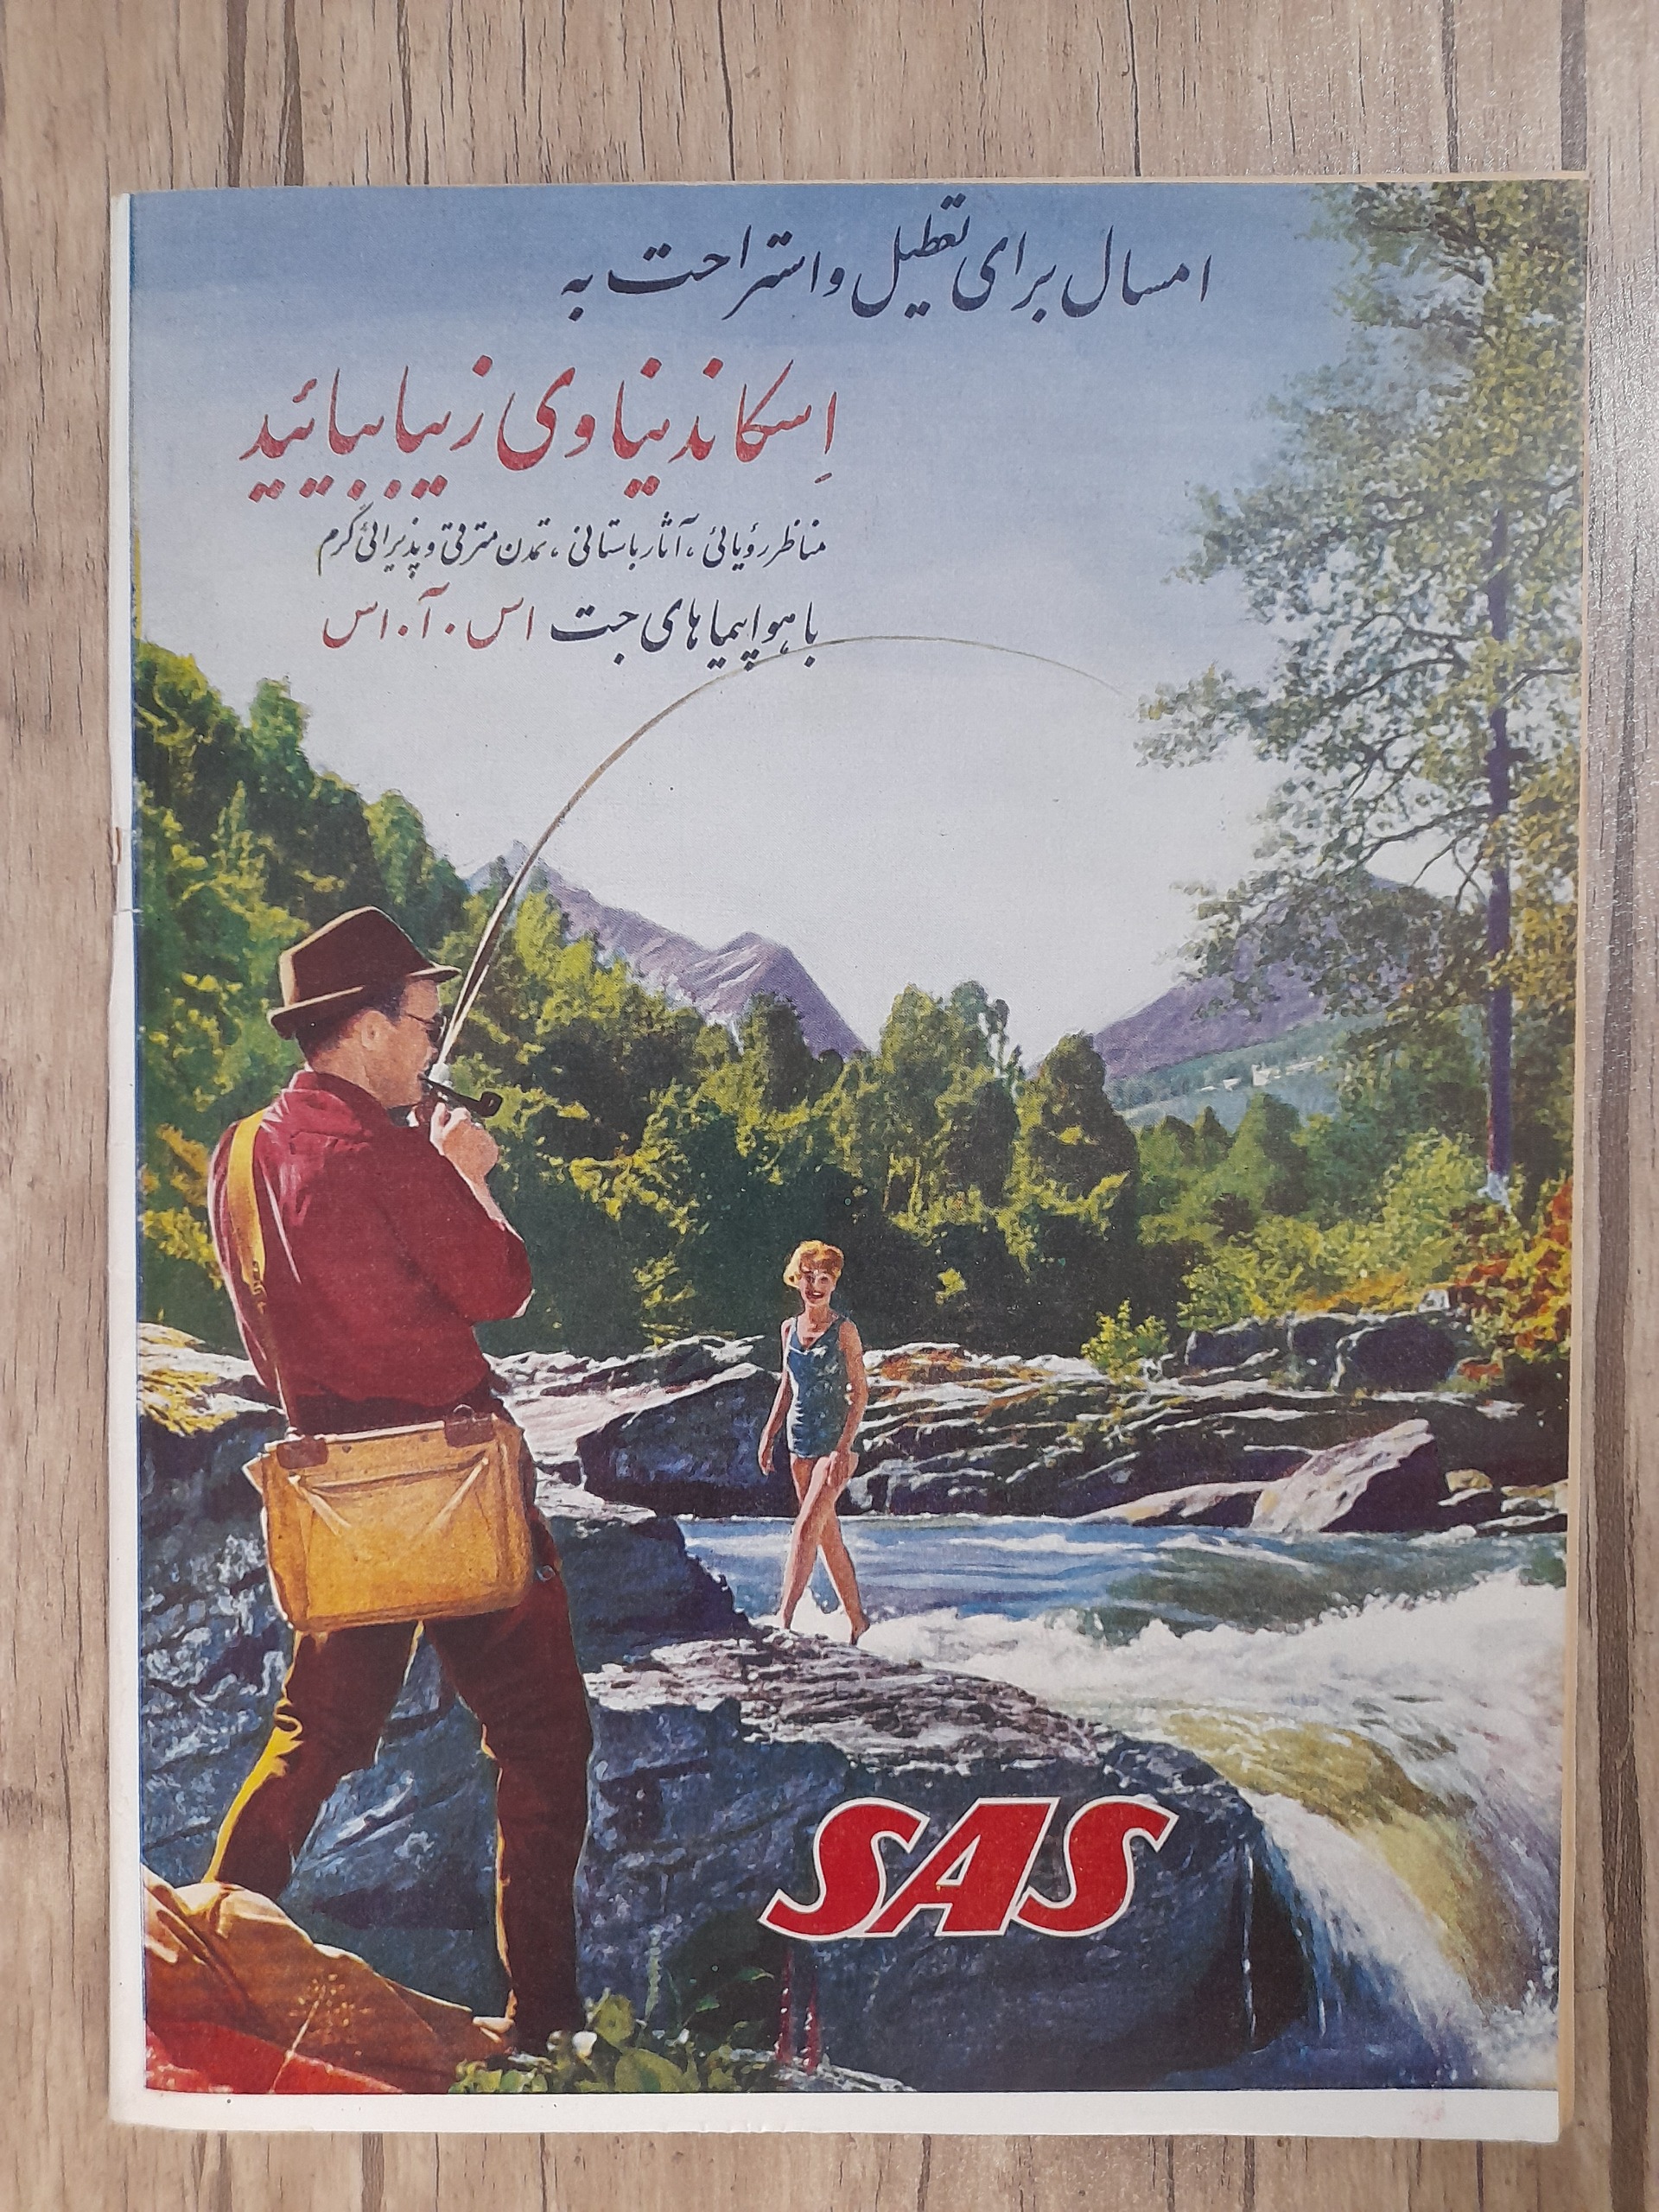 امسال برای تعطیل و استراحت به
اِسکاندیناوی زیبا بیائید
مناظر رؤیائی، آثار باستانی، تمدن مترقی و پذیرائی گرم
با هواپیماهای جت اس.آ.اس
SAS